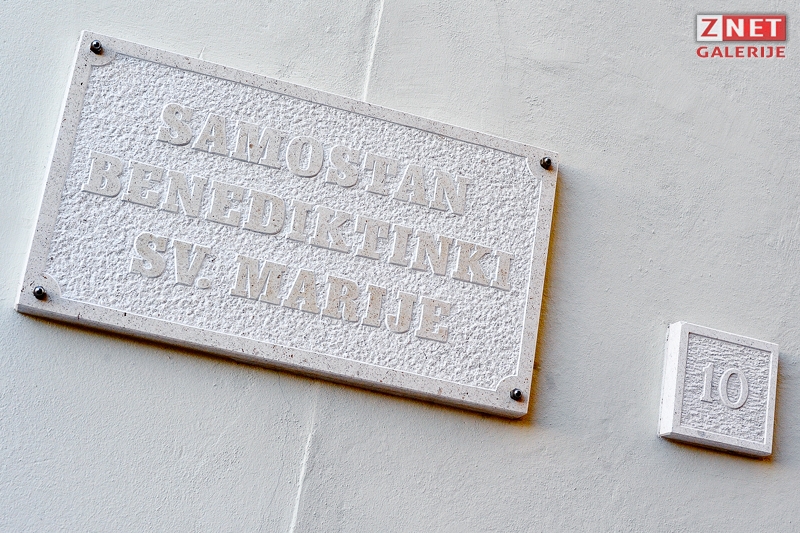 ZNET
GALERIJE
SAMOSTAN
BENEDIKTINKI
SV. MARIJE
10